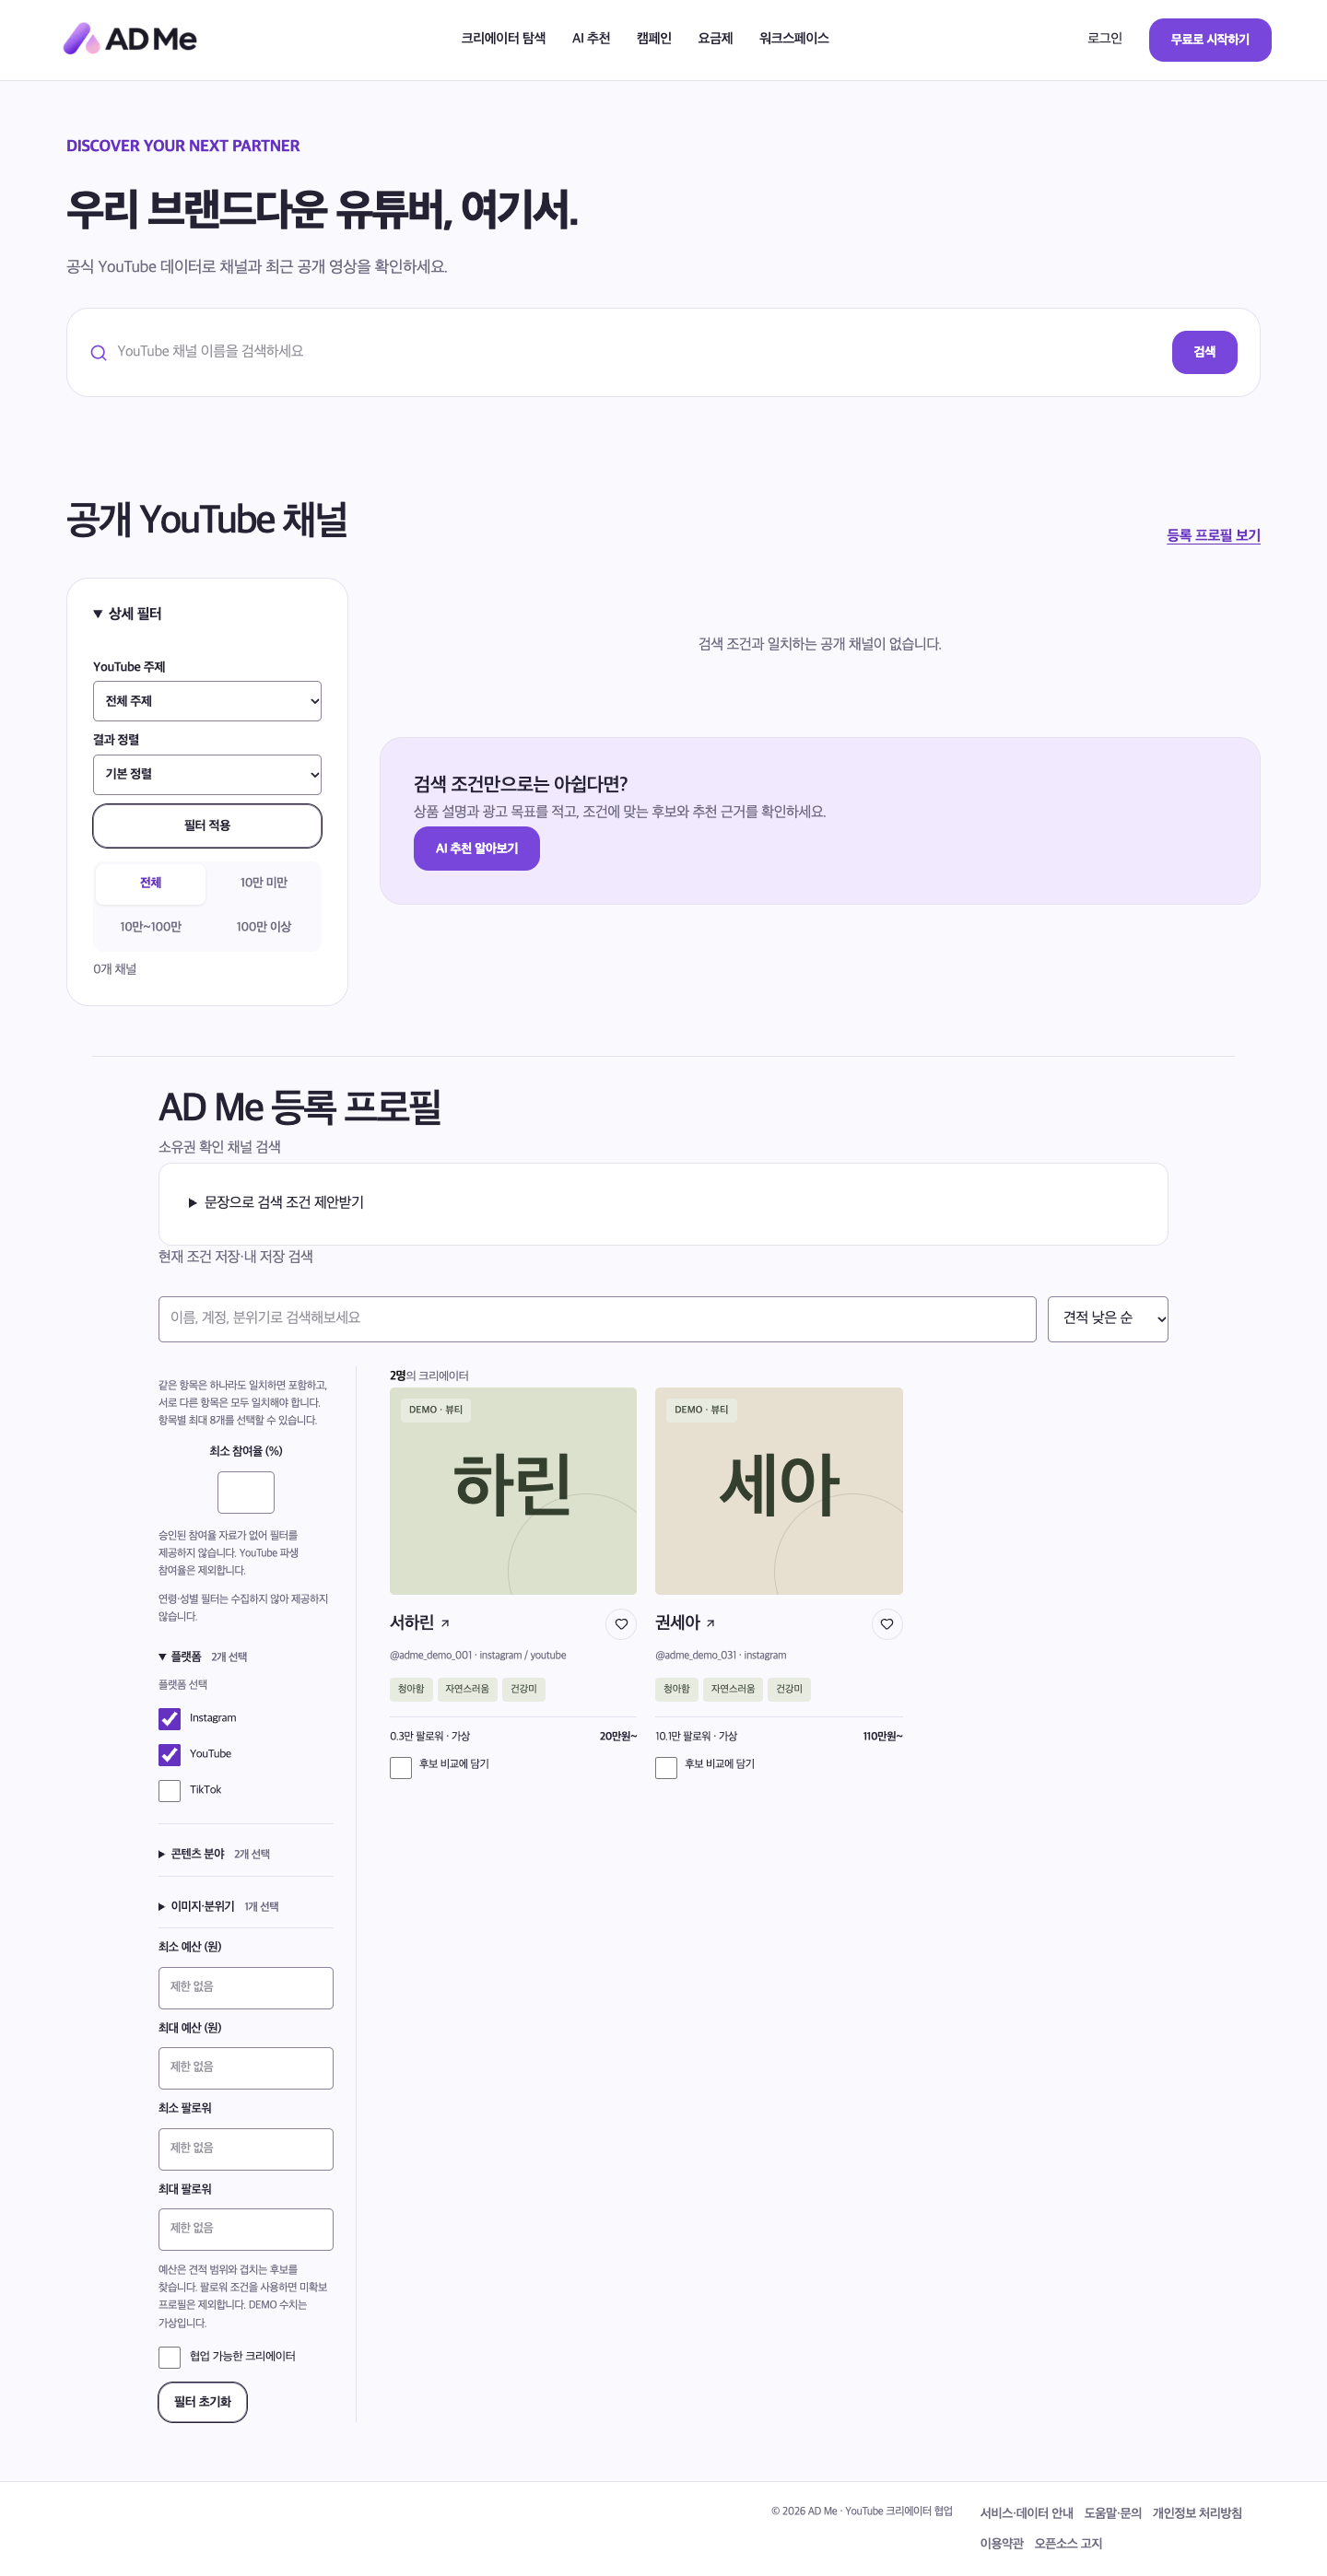 AD Me
크리에이터 탐색 AI 추천 캠페인 요금제 워크스페이스
로그인 무료로 시작하기
DISCOVER YOUR NEXT PARTNER
우리 브랜드다운 유튜버, 여기서.
공식 YouTube 데이터로 채널과 최근 공개 영상을 확인하세요.
YouTube 채널 이름을 검색하세요
검색
공개 YouTube 채널
등록 프로필 보기
▼ 상세 필터
YouTube 주제
전체 주제
결과 정렬
기본 정렬
필터 적용
전체 10만 미만
10만~100만 100만 이상
0개 채널
검색 조건과 일치하는 공개 채널이 없습니다.
검색 조건만으로는 아쉽다면?
상품 설명과 광고 목표를 적고, 조건에 맞는 후보와 추천 근거를 확인하세요.
AI 추천 알아보기
AD Me 등록 프로필
소유권 확인 채널 검색
▶ 문장으로 검색 조건 제안받기
현재 조건 저장·내 저장 검색
이름, 계정, 분위기로 검색해보세요
견적 낮은 순
같은 항목은 하나라도 일치하면 포함하고,
서로 다른 항목은 모두 일치해야 합니다.
항목별 최대 8개를 선택할 수 있습니다.
최소 참여율 (%)
승인된 참여율 자료가 없어 필터를
제공하지 않습니다. YouTube 파생
참여율은 제외합니다.
연령·성별 필터는 수집하지 않아 제공하지
않습니다.
▼ 플랫폼 2개 선택
플랫폼 선택
Instagram
YouTube
TikTok
▶ 콘텐츠 분야 2개 선택
▶ 이미지·분위기 1개 선택
최소 예산 (원)
제한 없음
최대 예산 (원)
제한 없음
최소 팔로워
제한 없음
최대 팔로워
제한 없음
예산은 견적 범위와 겹치는 후보를
찾습니다. 팔로워 조건을 사용하면 미확보
프로필은 제외합니다. DEMO 수치는
가상입니다.
협업 가능한 크리에이터
필터 초기화
2명의 크리에이터
DEMO · 뷰티
하린
서하린 ↗
@adme_demo_001 · instagram / youtube
청아함 자연스러움 건강미
0.3만 팔로워 · 가상 20만원~
후보 비교에 담기
DEMO · 뷰티
세아
권세아 ↗
@adme_demo_031 · instagram
청아함 자연스러움 건강미
10.1만 팔로워 · 가상 110만원~
후보 비교에 담기
© 2026 AD Me · YouTube 크리에이터 협업
서비스·데이터 안내 도움말·문의 개인정보 처리방침
이용약관 오픈소스 고지